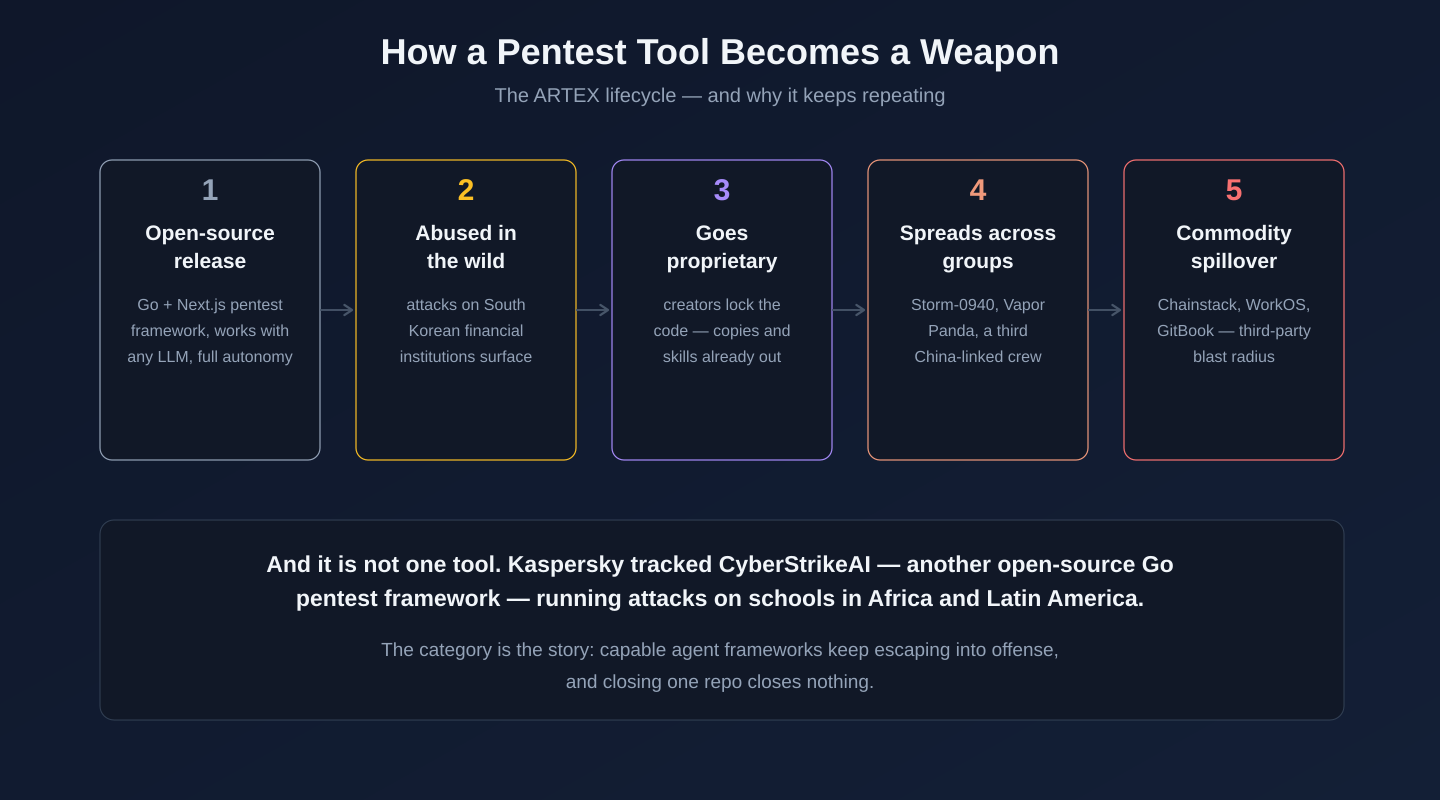 How a Pentest Tool Becomes a Weapon
The ARTEX lifecycle — and why it keeps repeating
1
Open-source
release
Go + Next.js pentest
framework, works with
any LLM, full autonomy
2
Abused in
the wild
attacks on South
Korean financial
institutions surface
3
Goes
proprietary
creators lock the
code — copies and
skills already out
4
Spreads across
groups
Storm-0940, Vapor
Panda, a third
China-linked crew
5
Commodity
spillover
Chainstack, WorkOS,
GitBook — third-party
blast radius
And it is not one tool. Kaspersky tracked CyberStrikeAI — another open-source Go
pentest framework — running attacks on schools in Africa and Latin America.
The category is the story: capable agent frameworks keep escaping into offense,
and closing one repo closes nothing.